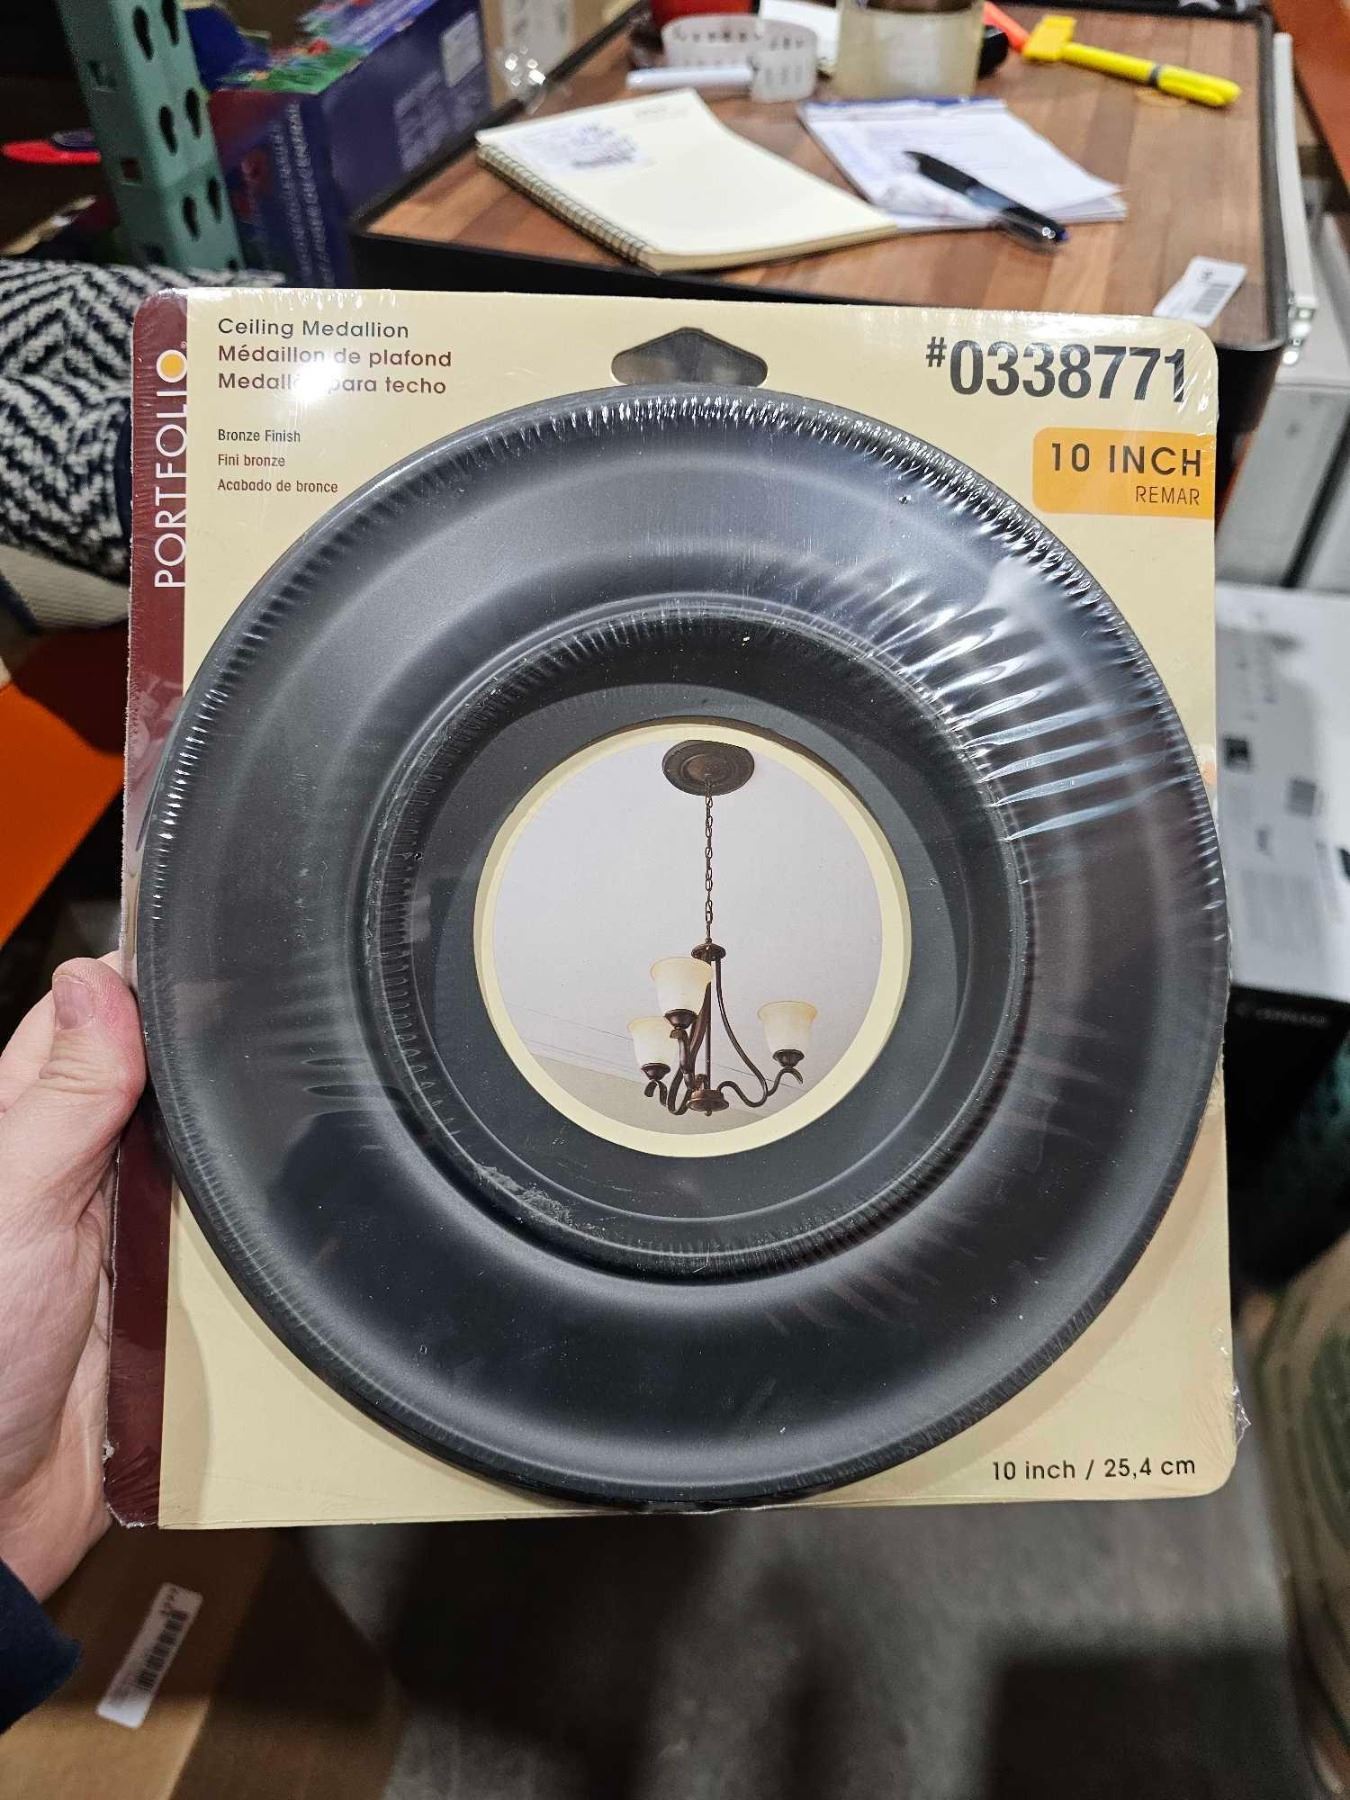 Ceiling Medallion
Médaillon de plafond
Medallón para techo
Bronze Finish
Fini bronze
Acabado de bronce
PORTFOLIO
#0338771
10 INCH
REMAR
10 inch / 25,4 cm